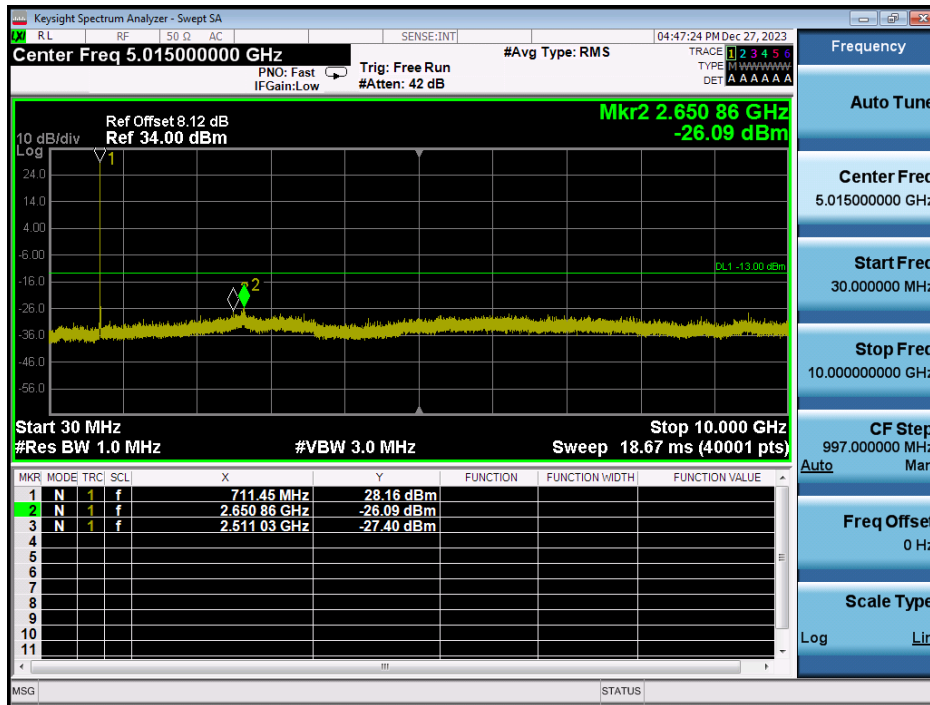 Keysight Spectrum Analyzer - Swept SA
LXI RL RF 50 Ω AC SENSE:INT 04:47:24 PM Dec 27, 2023
Center Freq 5.015000000 GHz
#Avg Type: RMS
TRACE 1 2 3 4 5 6
PNO: Fast
Trig: Free Run
TYPE M WWWWW
IFGain:Low
#Atten: 42 dB
DET A A A A A A
Mkr2 2.650 86 GHz
-26.09 dBm
Ref Offset 8.12 dB
10 dB/div Ref 34.00 dBm
Log
1
24.0
14.0
4.00
-6.00
DL1 -13.00 dBm
-16.0
2
-26.0
-36.0
-46.0
-56.0
Start 30 MHz Stop 10.000 GHz
#Res BW 1.0 MHz #VBW 3.0 MHz Sweep 18.67 ms (40001 pts)
MKR MODE TRC SCL X Y FUNCTION FUNCTION WIDTH FUNCTION VALUE
1 N 1 f 711.45 MHz 28.16 dBm
2 N 1 f 2.650 86 GHz -26.09 dBm
3 N 1 f 2.511 03 GHz -27.40 dBm
4
5
6
7
8
9
10
11
MSG STATUS
Frequency
Auto Tune
Center Freq
5.015000000 GHz
Start Freq
30.000000 MHz
Stop Freq
10.000000000 GHz
CF Step
997.000000 MHz
Auto Man
Freq Offset
0 Hz
Scale Type
Log Lin